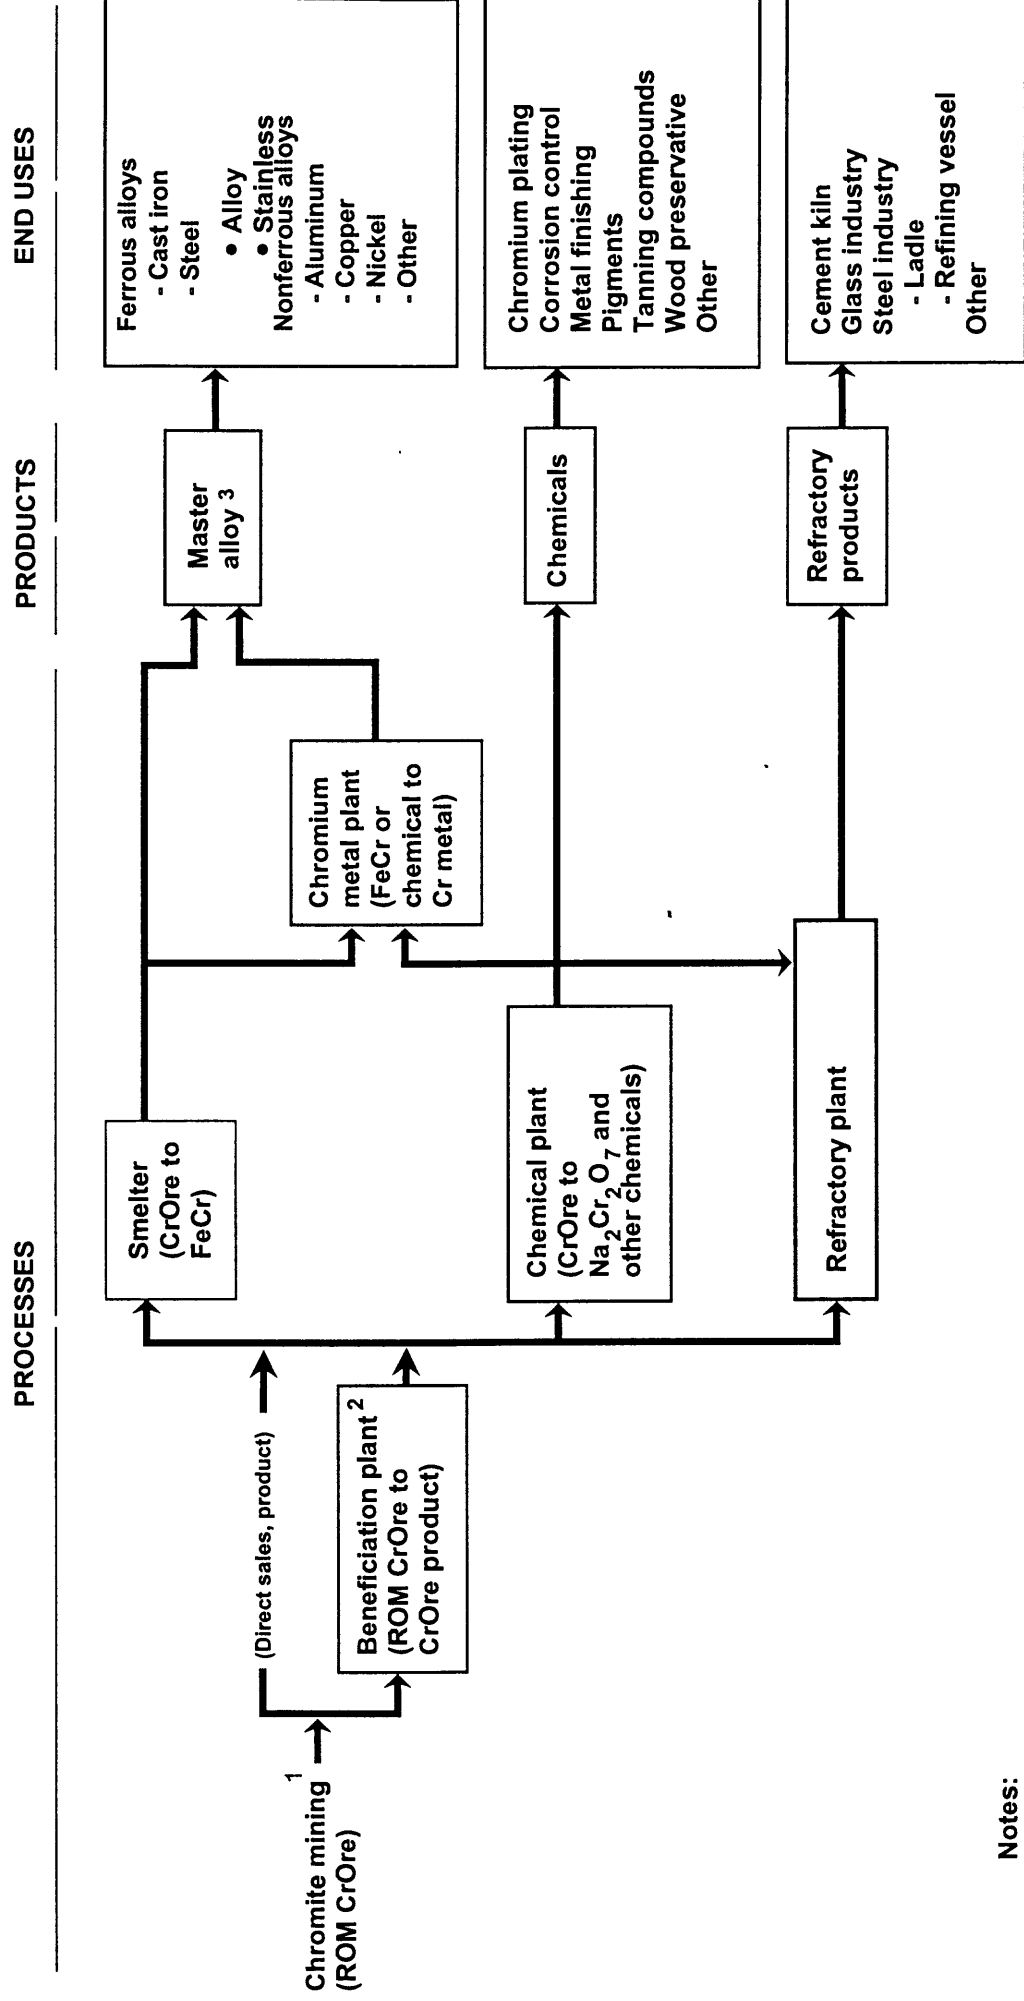 PROCESSES
PRODUCTS
END USES
Chromite mining 1
(ROM CrOre)
(Direct sales, product)
Beneficiation plant 2
(ROM CrOre to
CrOre product)
Smelter
(CrOre to
FeCr)
Chemical plant
(CrOre to
Na2Cr2O7 and
other chemicals)
Refractory plant
Chromium
metal plant
(FeCr or
chemical to
Cr metal)
Master
alloy 3
Chemicals
Refractory
products
Ferrous alloys
- Cast iron
- Steel
● Alloy
● Stainless
Nonferrous alloys
- Aluminum
- Copper
- Nickel
- Other
Chromium plating
Corrosion control
Metal finishing
Pigments
Tanning compounds
Wood preservative
Other
Cement kiln
Glass industry
Steel industry
- Ladle
- Refining vessel
Other
Notes: